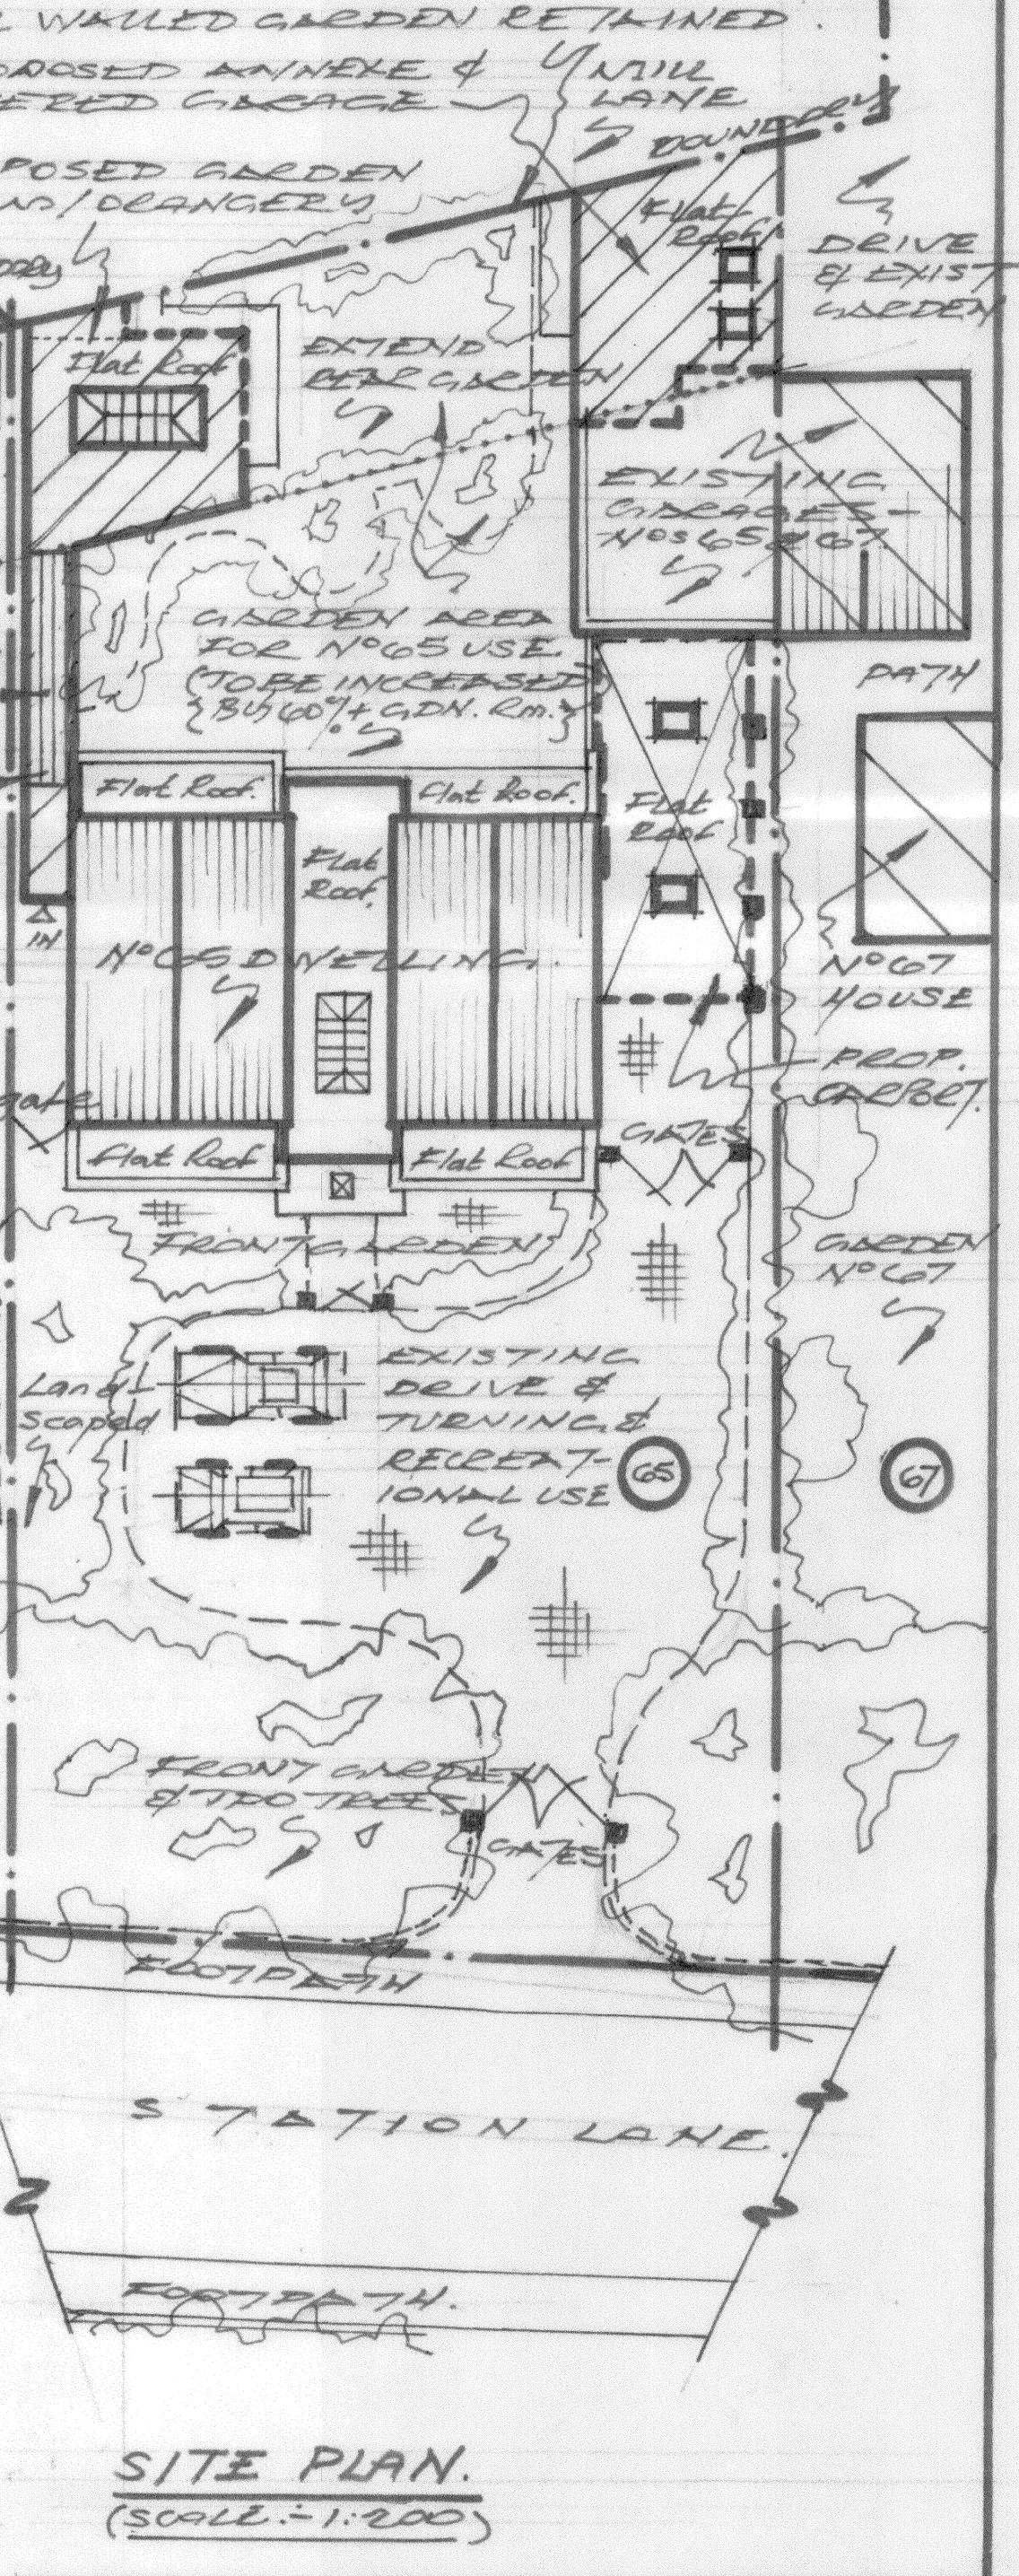 WALLED GARDEN RETAINED.
ANNEXE &
GARAGE
MILL
LANE
BOUNDARY
GARDEN
/ORANGERY
Flat
Roof
DRIVE
& EXIST
GARDEN
Flat Roof
EXTEND
REAR GARDEN
EXISTING
GARAGES -
Nos 65 & 67.
GARDEN AREA
FOR No 65 USE
(TO BE INCREASED
BY 60% + GDN. Rm.)
PATH
Flat Roof.
Flat Roof.
Flat
Roof.
Flat
Roof
IN
No 65 DWELLING.
No 67
HOUSE
PROP.
CARPORT.
gate
GATES
Flat Roof
Flat Roof
FRONT GARDEN
GARDEN
No 67
EXISTING
DRIVE &
TURNING &
RECREAT-
IONAL USE
Land-
scaped
65
67
FRONT GARDEN
& TPO TREES
GATES
FOOTPATH
STATION LANE.
FOOTPATH.
SITE PLAN.
(SCALE :- 1:200)